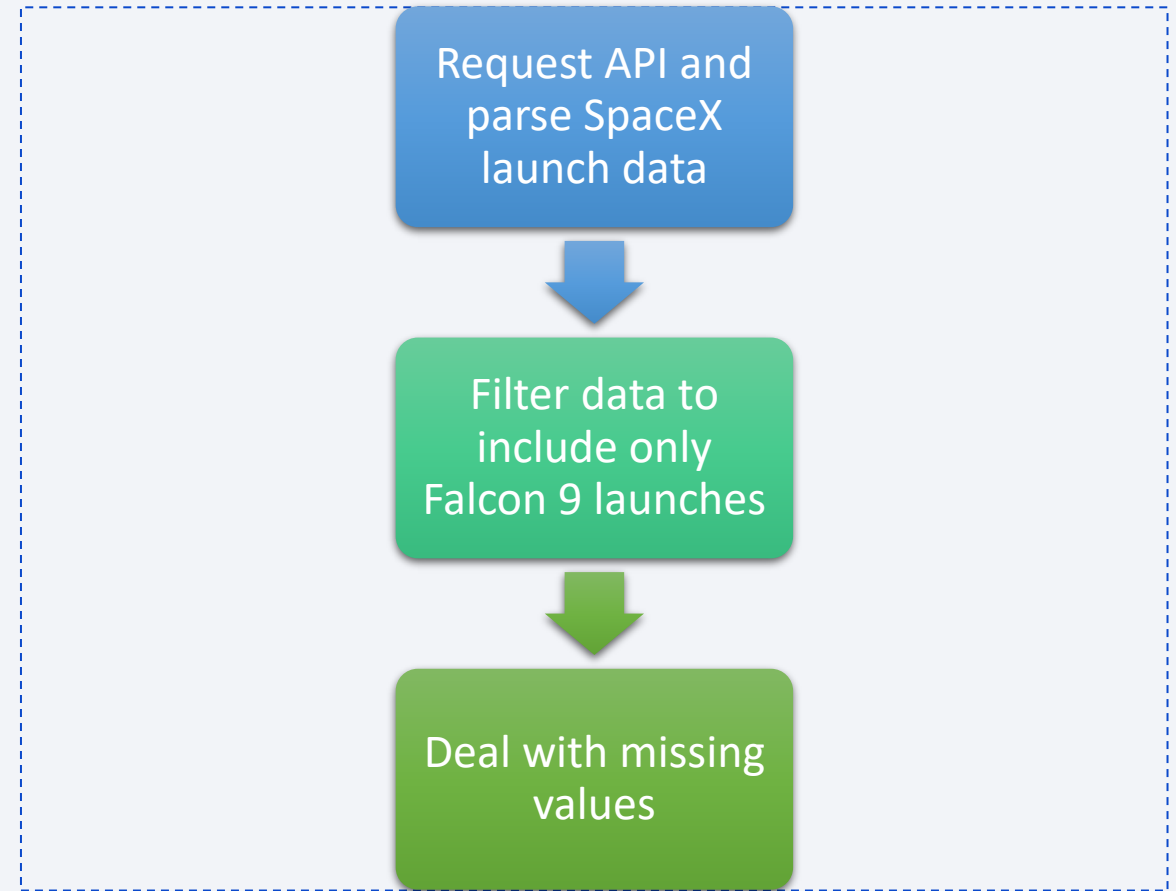 Request API and
parse SpaceX
launch data
Filter data to
include only
Falcon 9 launches
Deal with missing
values